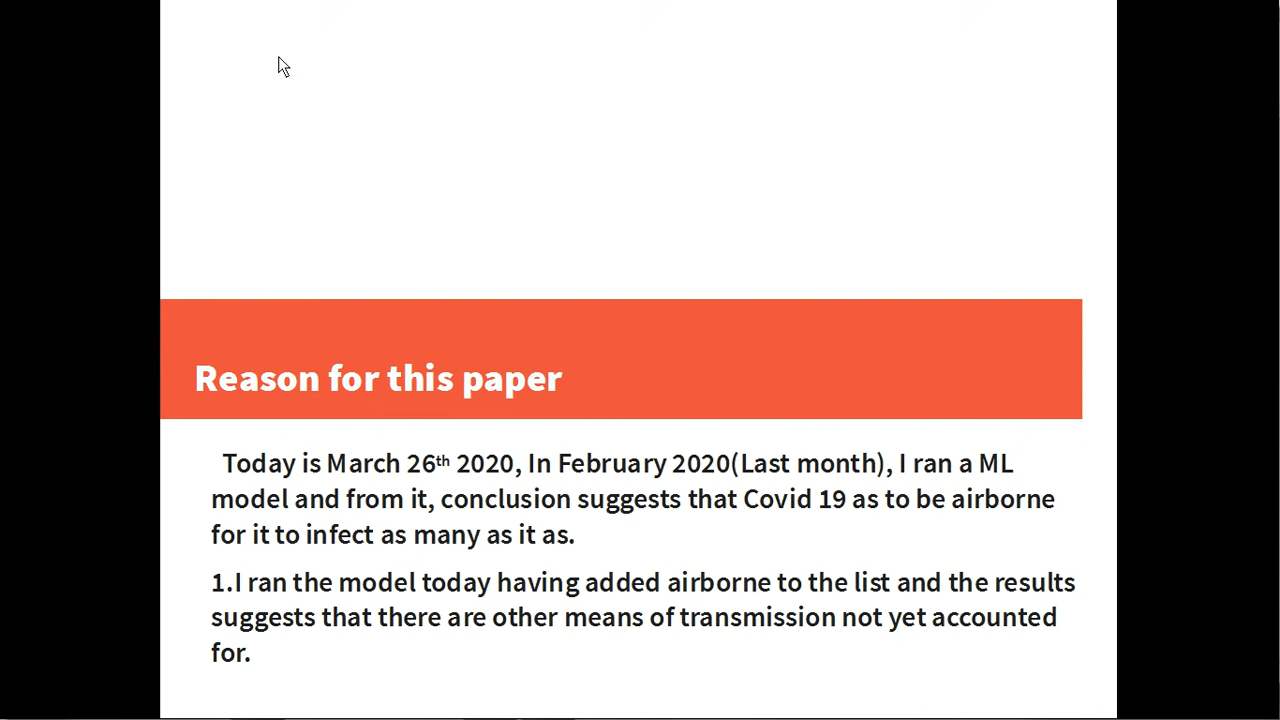 Reason for this paper
Today is March 26th 2020, In February 2020(Last month), I ran a ML
model and from it, conclusion suggests that Covid 19 as to be airborne
for it to infect as many as it as.
1.I ran the model today having added airborne to the list and the results
suggests that there are other means of transmission not yet accounted
for.